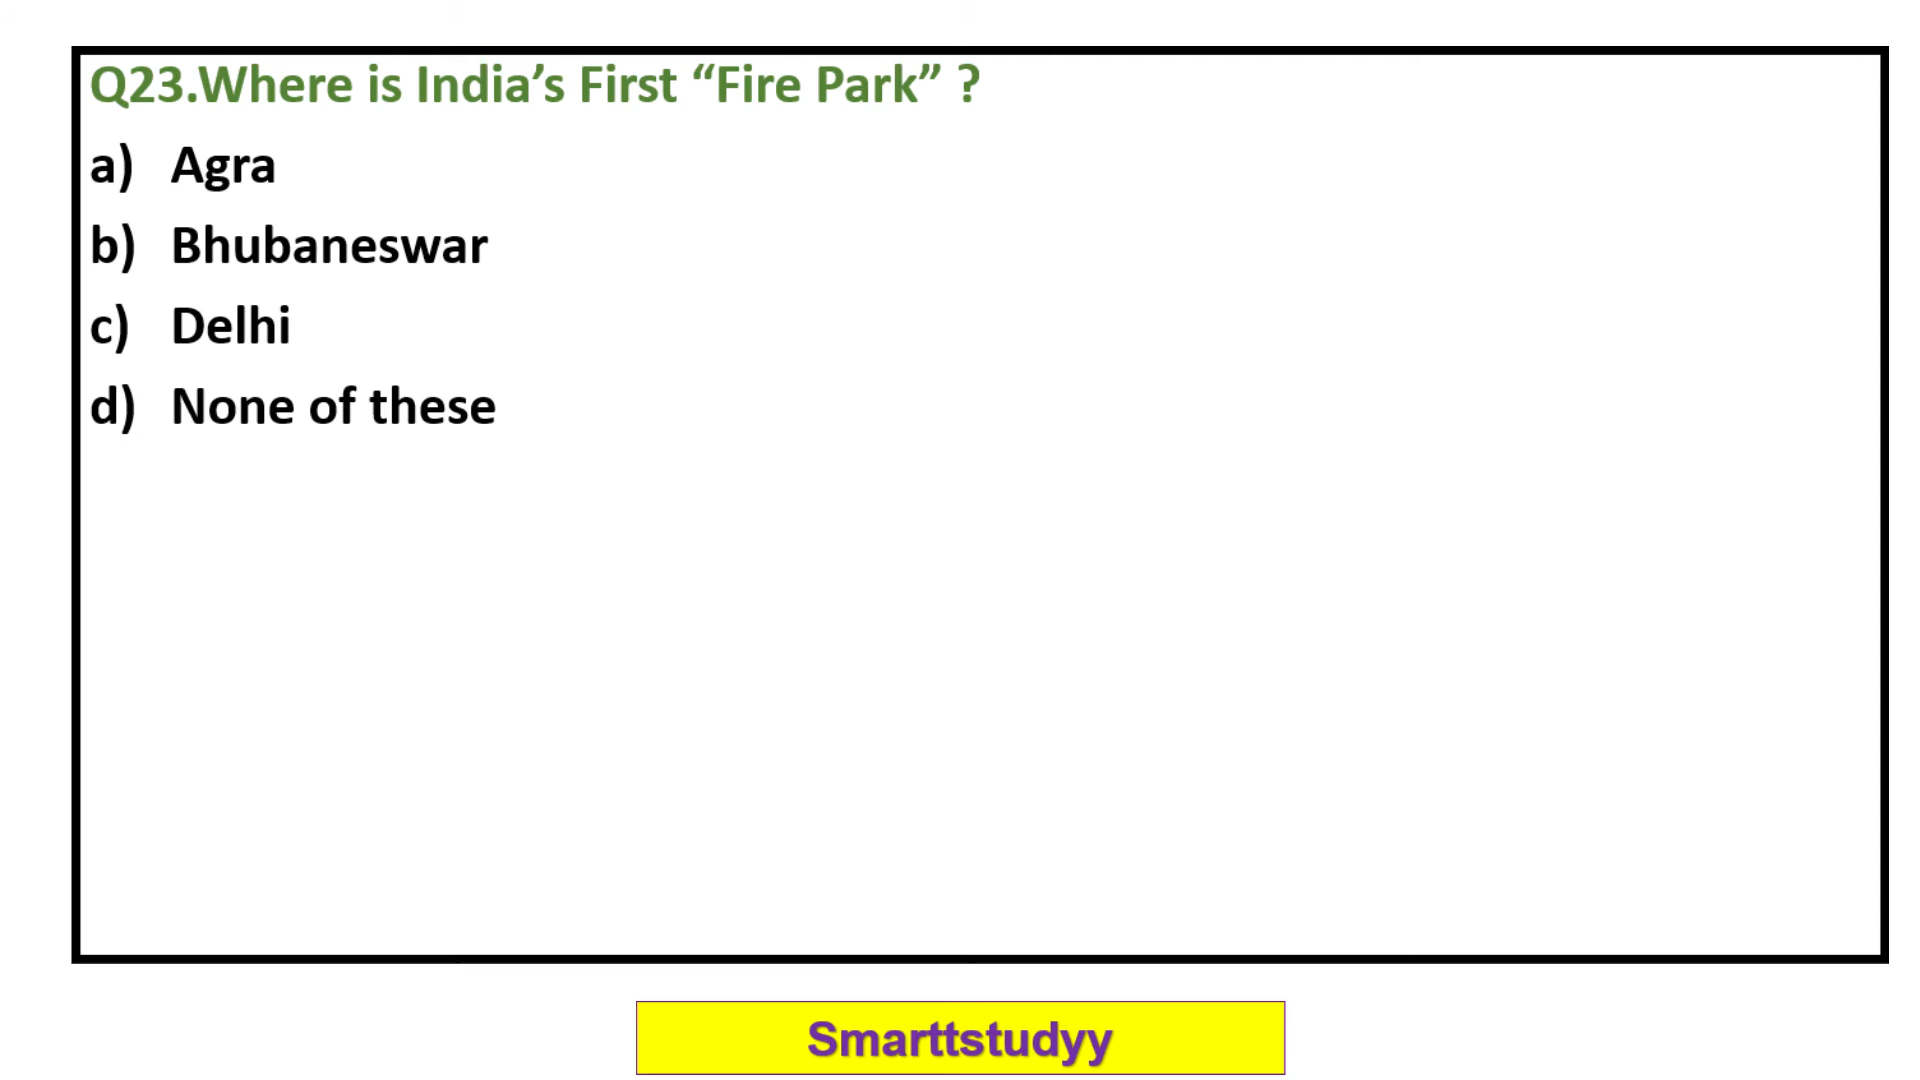 Q23.Where is India’s First “Fire Park” ?
a) Agra
b) Bhubaneswar
c) Delhi
d) None of these
Smarttstudyy